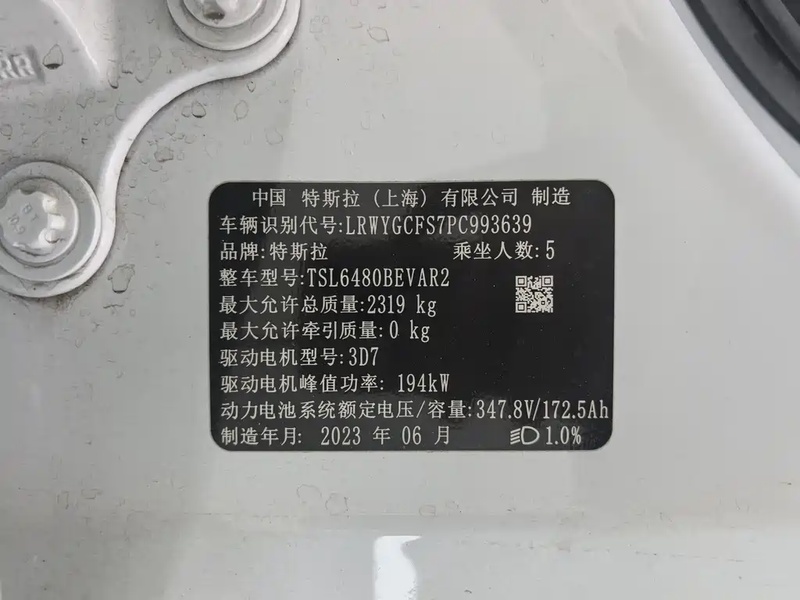 RR
中国 特斯拉 (上海) 有限公司 制造
车辆识别代号:LRWYGCFS7PC993639
品牌:特斯拉 乘坐人数:5
整车型号:TSL6480BEVAR2
最大允许总质量:2319 kg
最大允许牵引质量:0 kg
驱动电机型号:3D7
驱动电机峰值功率: 194kW
动力电池系统额定电压/容量:347.8V/172.5Ah
制造年月: 2023 年 06 月 1.0%